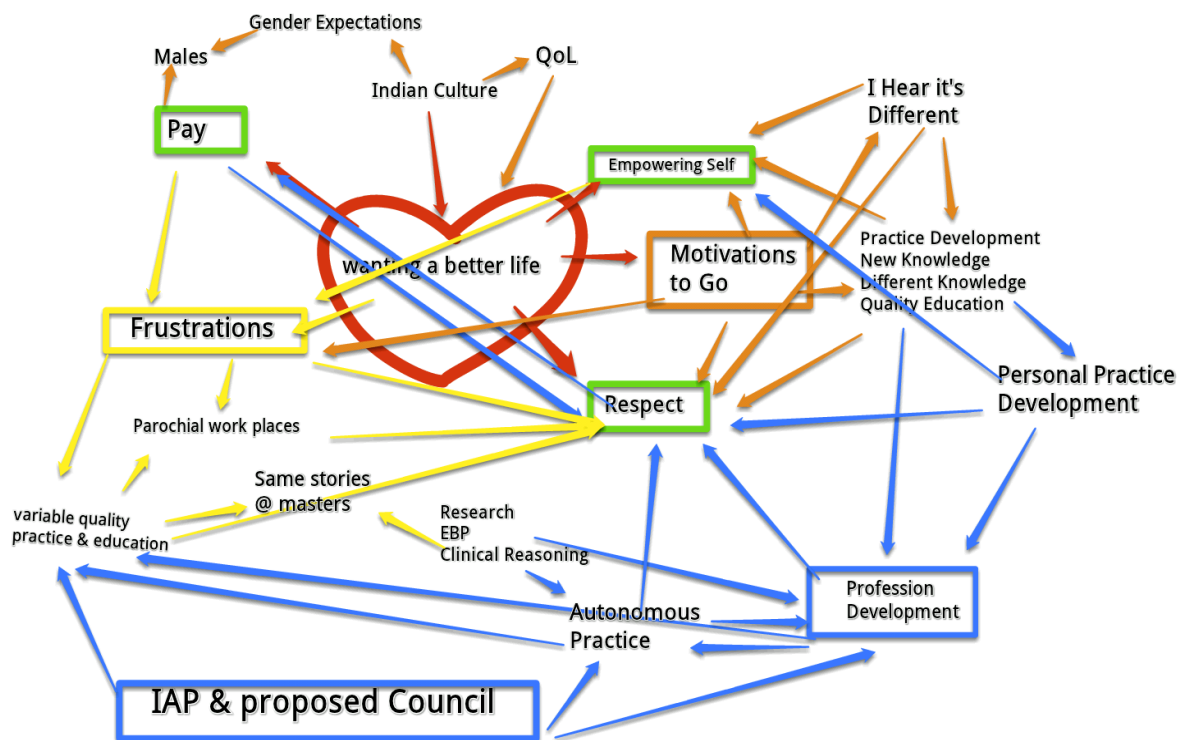 Gender Expectations
Males
QoL
Indian Culture
I Hear it's
Different
Pay
Empowering Self
wanting a better life
Motivations
to Go
Practice Development
New Knowledge
Different Knowledge
Quality Education
Frustrations
Personal Practice
Development
Respect
Parochial work places
Same stories
@ masters
variable quality
practice & education
Research
EBP
Clinical Reasoning
Profession
Development
Autonomous
Practice
IAP & proposed Council